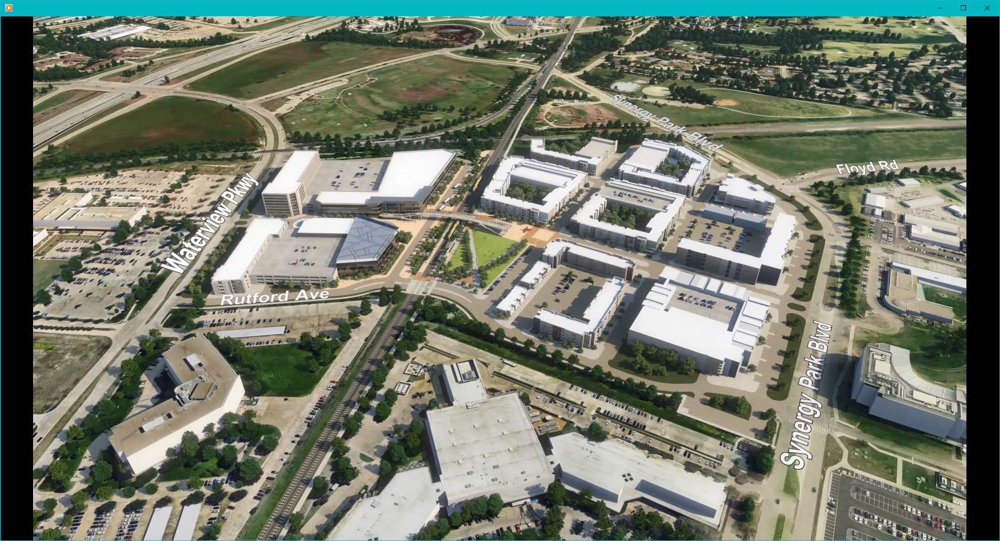 Synergy Park Blvd
Floyd Rd
Waterview Pkwy
Rutford Ave
Synergy Park Blvd